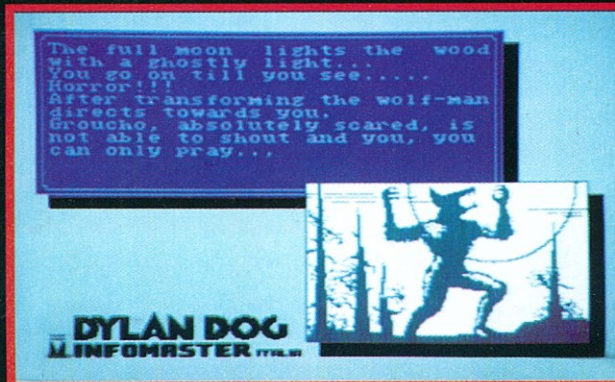 The full moon lights the wood
with a ghostly light...
You go on till you see.....
Horror!!!
After transforming the wolf-man
directs towards you.
Groucho, absolutely scared, is
not able to shout and you, you
can only pray...
DYLAN DOG
INFOMASTER